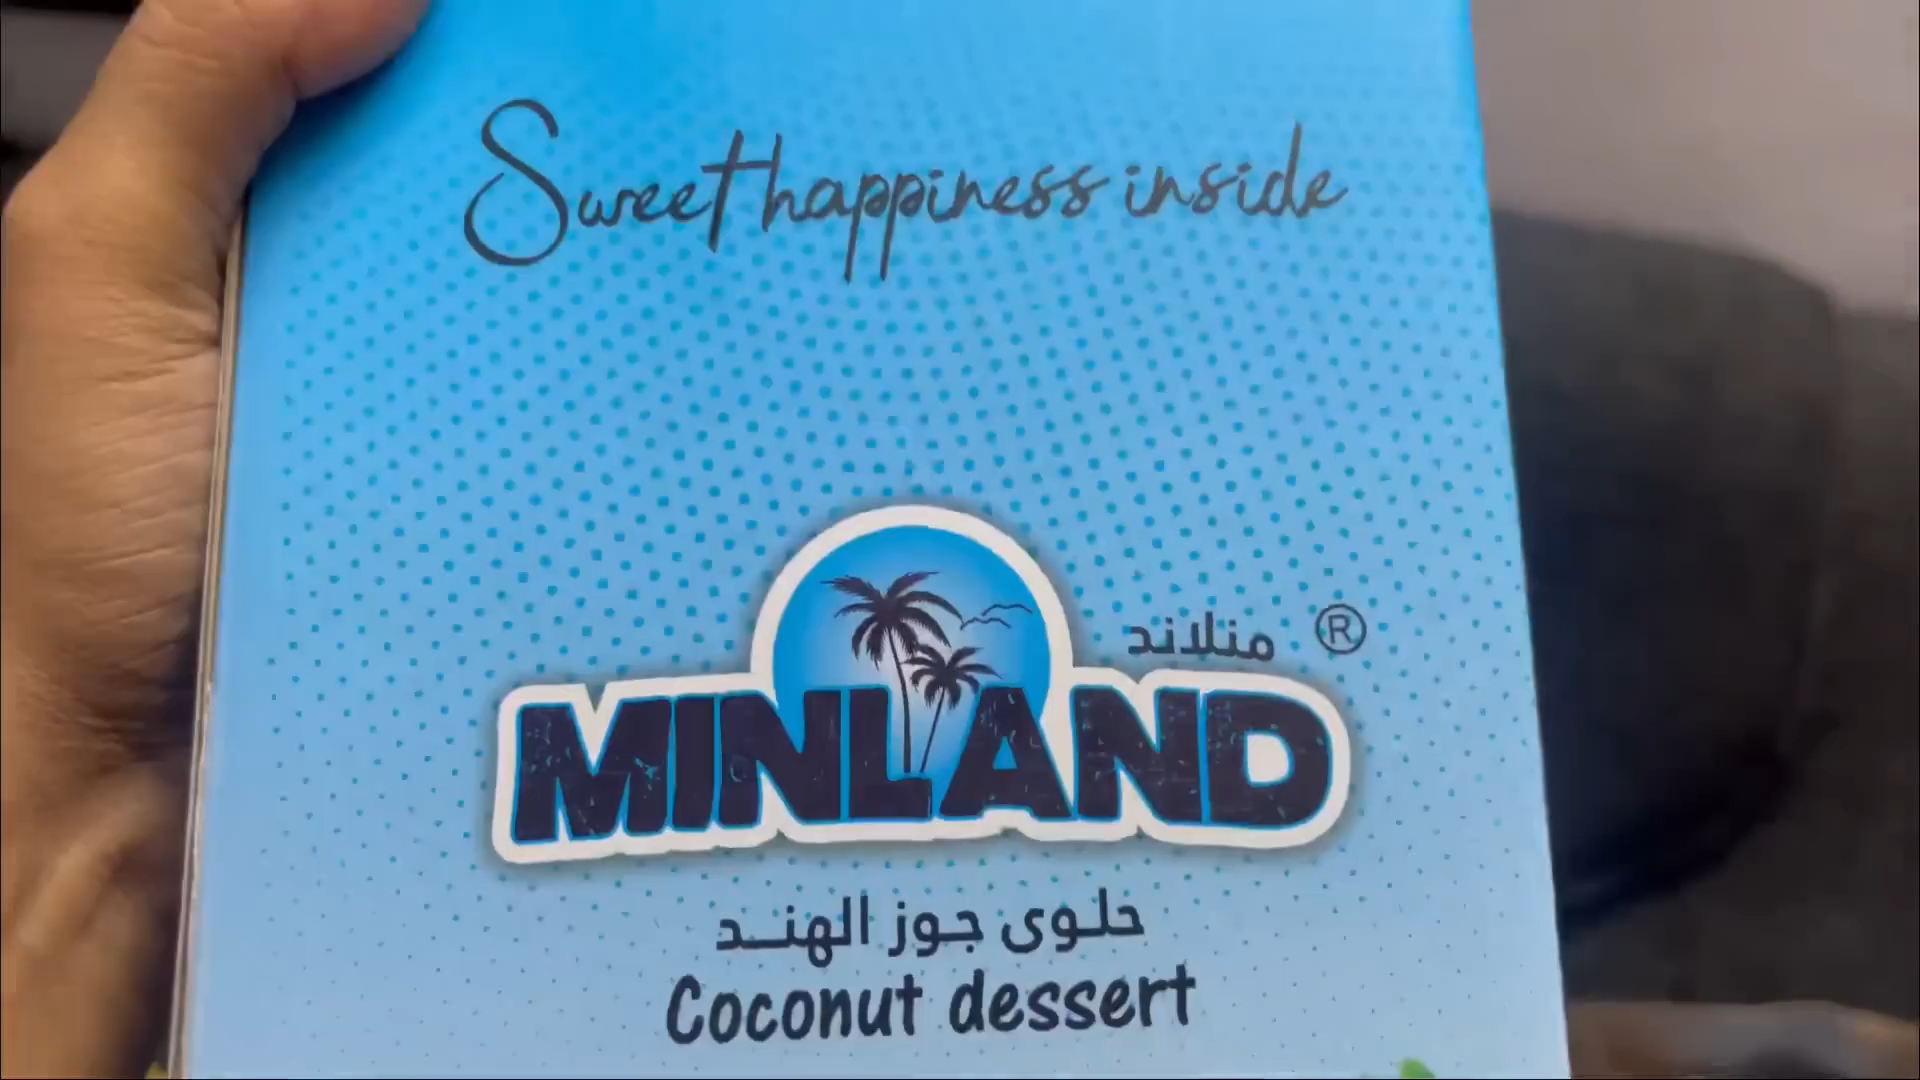 Sweet happiness inside
منلاند ®
MINLAND
حلوى جوز الهند
Coconut dessert